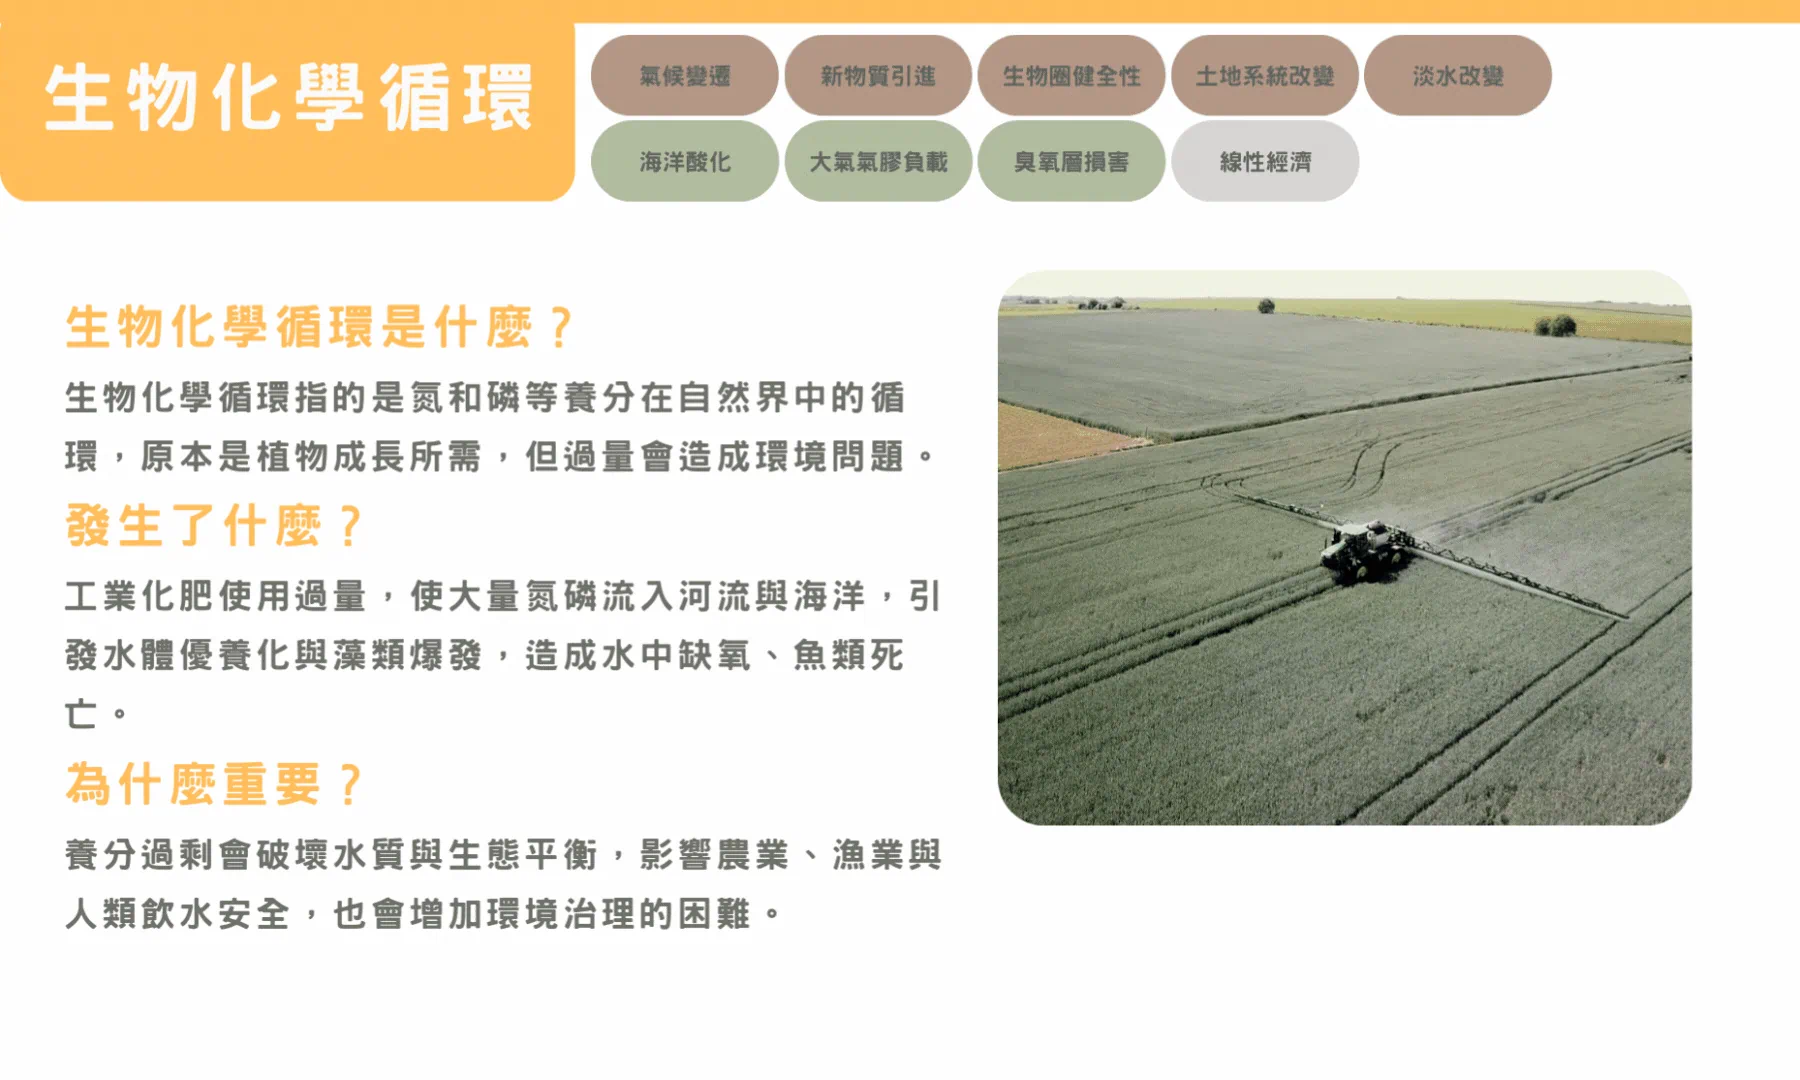 生物化學循環
氣候變遷
新物質引進
生物圈健全性
土地系統改變
淡水改變
海洋酸化
大氣氣膠負載
臭氧層損害
線性經濟
生物化學循環是什麼？
生物化學循環指的是氮和磷等養分在自然界中的循
環，原本是植物成長所需，但過量會造成環境問題。
發生了什麼？
工業化肥使用過量，使大量氮磷流入河流與海洋，引
發水體優養化與藻類爆發，造成水中缺氧、魚類死
亡。
為什麼重要？
養分過剩會破壞水質與生態平衡，影響農業、漁業與
人類飲水安全，也會增加環境治理的困難。